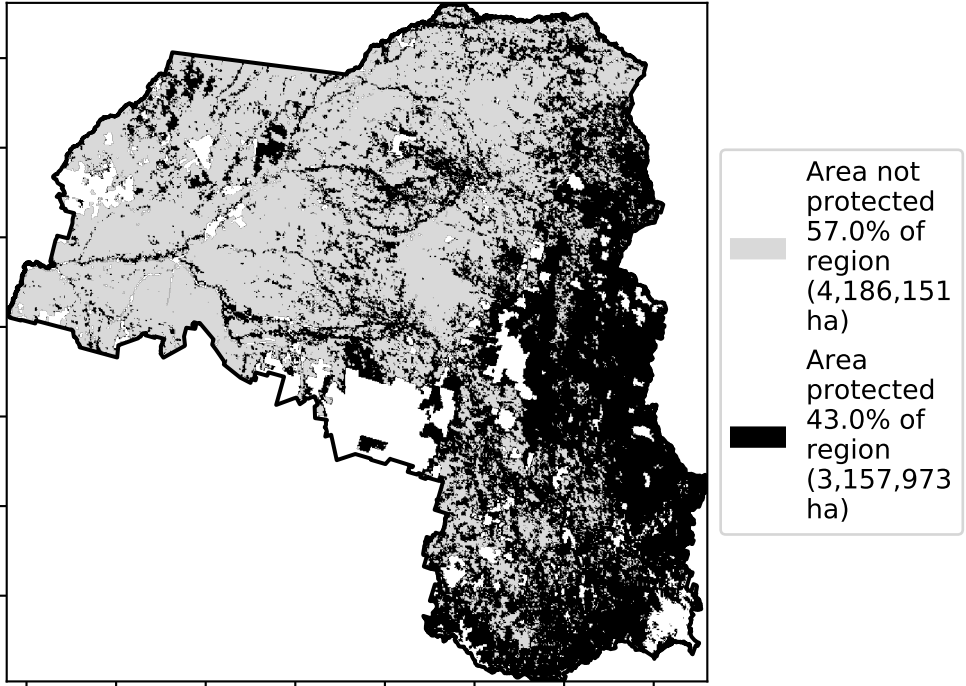 Area not
protected
57.0% of
region
(4,186,151
ha)
Area
protected
43.0% of
region
(3,157,973
ha)